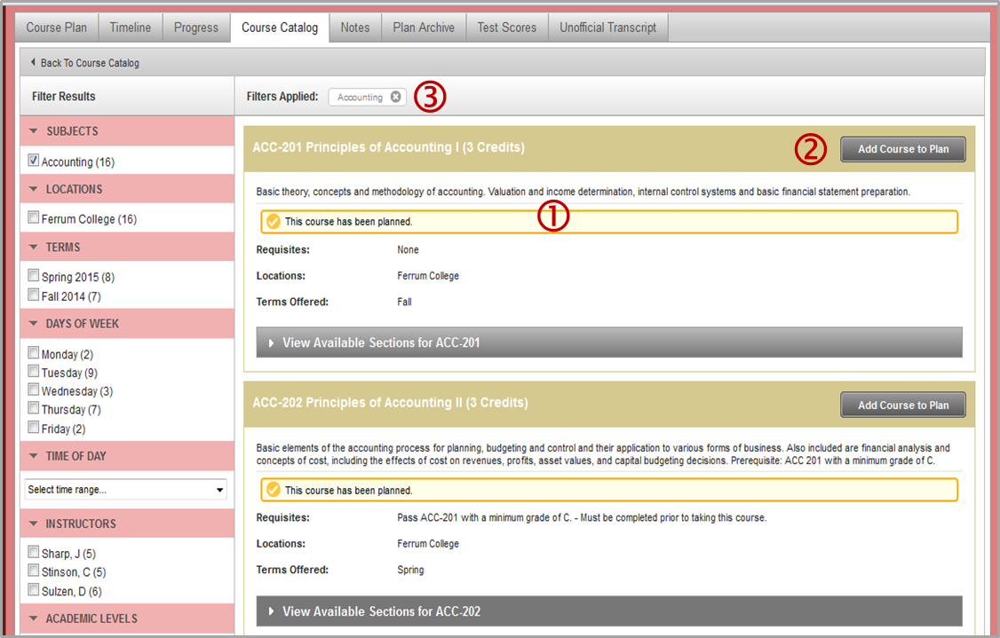 Course Plan
Timeline
Progress
Course Catalog
Notes
Plan Archive
Test Scores
Unofficial Transcript
Back To Course Catalog
Filter Results
SUBJECTS
Accounting (16)
LOCATIONS
Ferrum College (16)
TERMS
Spring 2015 (8)
Fall 2014 (7)
DAYS OF WEEK
Monday (2)
Tuesday (9)
Wednesday (3)
Thursday (7)
Friday (2)
TIME OF DAY
Select time range...
INSTRUCTORS
Sharp, J (5)
Stinson, C (5)
Sulzen, D (6)
ACADEMIC LEVELS
Filters Applied: Accounting ③
ACC-201 Principles of Accounting I (3 Credits)
② Add Course to Plan
Basic theory, concepts and methodology of accounting. Valuation and income determination, internal control systems and basic financial statement preparation.
This course has been planned. ①
Requisites: None
Locations: Ferrum College
Terms Offered: Fall
View Available Sections for ACC-201
ACC-202 Principles of Accounting II (3 Credits)
Add Course to Plan
Basic elements of the accounting process for planning, budgeting and control and their application to various forms of business. Also included are financial analysis and
concepts of cost, including the effects of cost on revenues, profits, asset values, and capital budgeting decisions. Prerequisite: ACC 201 with a minimum grade of C.
This course has been planned.
Requisites: Pass ACC-201 with a minimum grade of C. - Must be completed prior to taking this course.
Locations: Ferrum College
Terms Offered: Spring
View Available Sections for ACC-202